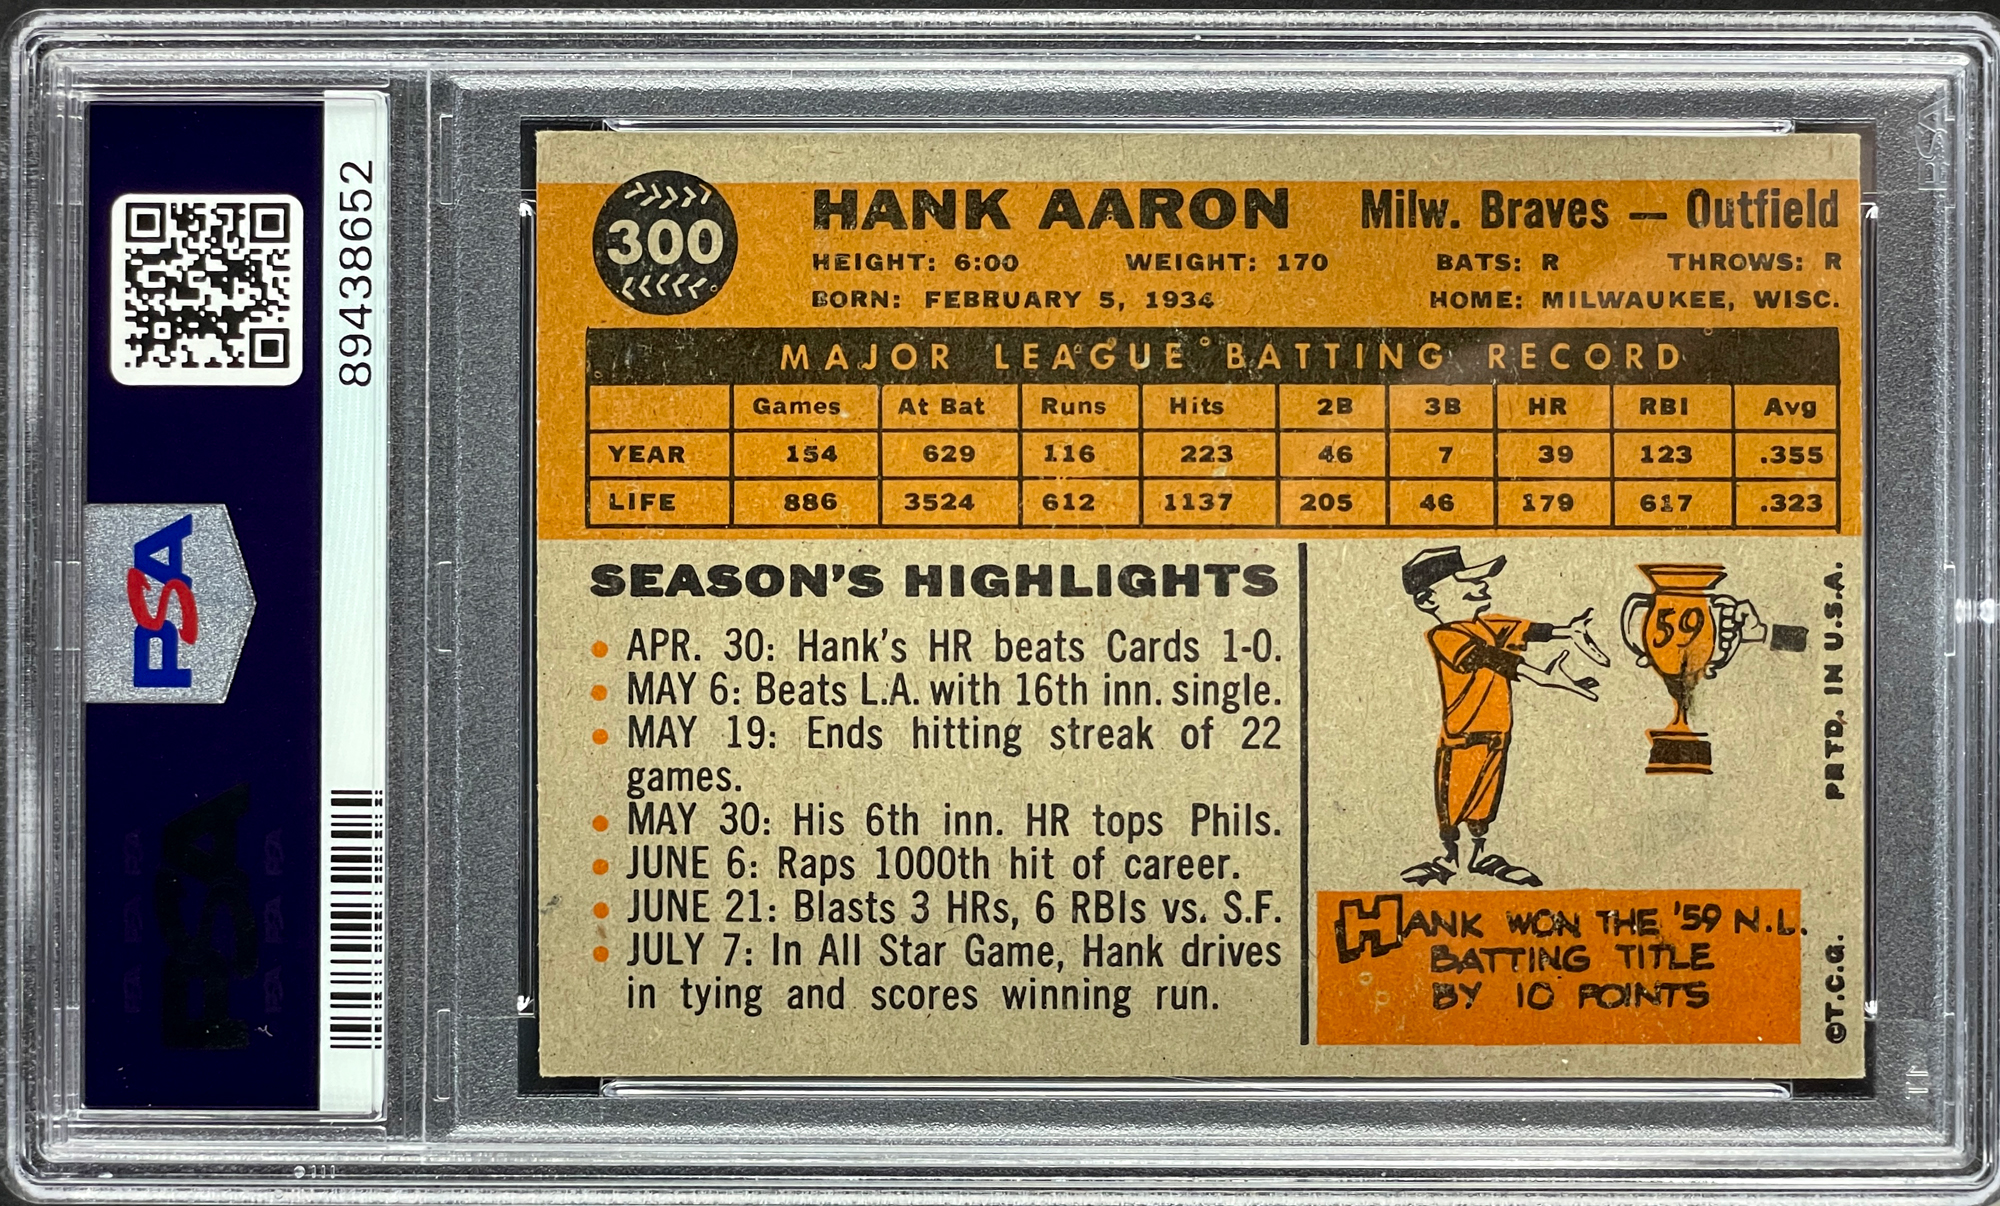 89438652
PSA
PSA
300
HANK AARON Milw. Braves — Outfield
HEIGHT: 6:00 WEIGHT: 170 BATS: R THROWS: R
BORN: FEBRUARY 5, 1934 HOME: MILWAUKEE, WISC.
MAJOR LEAGUE BATTING RECORD
Games At Bat Runs Hits 2B 3B HR RBI Avg
YEAR 154 629 116 223 46 7 39 123 .355
LIFE 886 3524 612 1137 205 46 179 617 .323
SEASON'S HIGHLIGHTS
• APR. 30: Hank's HR beats Cards 1-0.
• MAY 6: Beats L.A. with 16th inn. single.
• MAY 19: Ends hitting streak of 22
games.
• MAY 30: His 6th inn. HR tops Phils.
• JUNE 6: Raps 1000th hit of career.
• JUNE 21: Blasts 3 HRs, 6 RBIs vs. S.F.
• JULY 7: In All Star Game, Hank drives
in tying and scores winning run.
59
HANK WON THE '59 N.L.
BATTING TITLE
BY 10 POINTS
©T.C.G. PRTD. IN U.S.A.